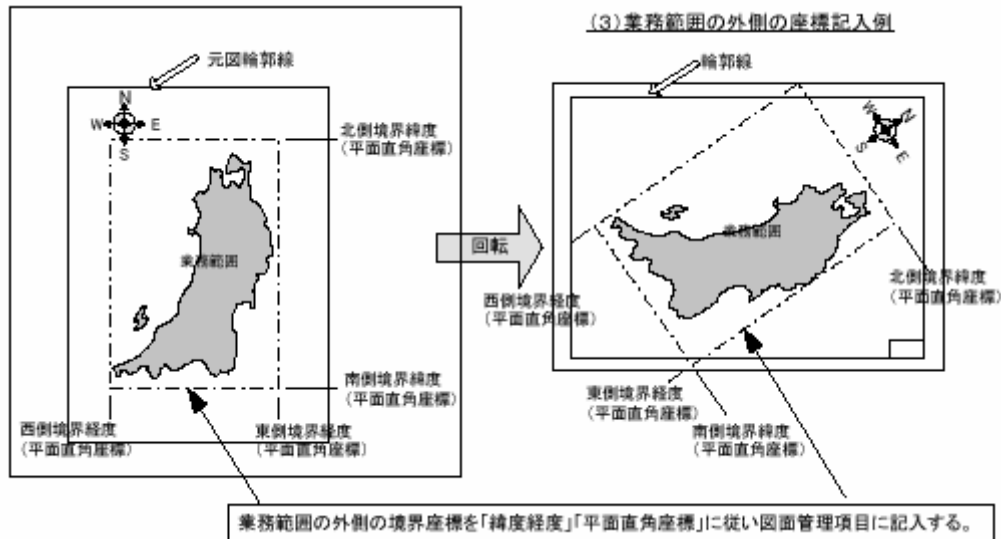 (3)業務範囲の外側の座標記入例
元図輪郭線
N
W
E
S
北側境界緯度
(平面直角座標)
業務範囲
南側境界緯度
(平面直角座標)
西側境界経度
(平面直角座標)
東側境界経度
(平面直角座標)
回転
輪郭線
W
N
S
E
業務範囲
西側境界経度
(平面直角座標)
北側境界緯度
(平面直角座標)
東側境界経度
(平面直角座標)
南側境界緯度
(平面直角座標)
業務範囲の外側の境界座標を「緯度経度」「平面直角座標」に従い図面管理項目に記入する。